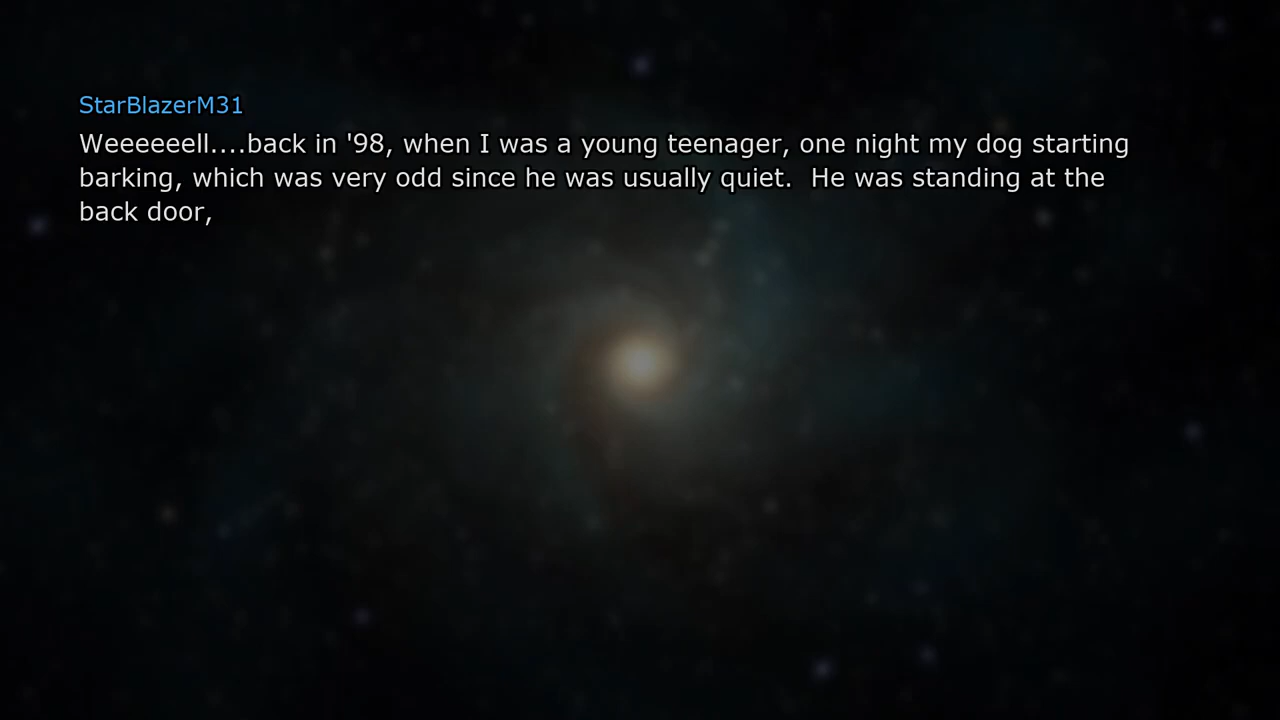 StarBlazerM31
Weeeeeell....back in '98, when I was a young teenager, one night my dog starting
barking, which was very odd since he was usually quiet.  He was standing at the
back door,